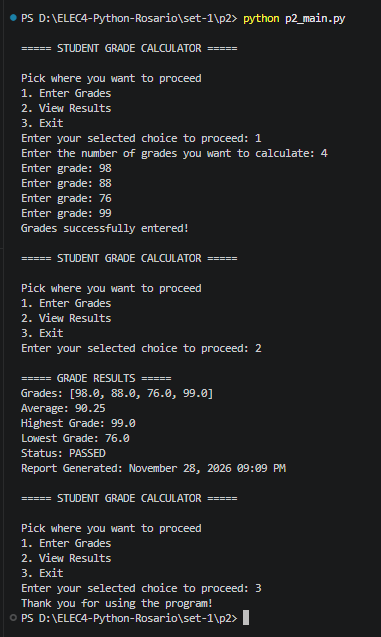 PS D:\ELEC4-Python-Rosario\set-1\p2> python p2_main.py
===== STUDENT GRADE CALCULATOR =====
Pick where you want to proceed
1. Enter Grades
2. View Results
3. Exit
Enter your selected choice to proceed: 1
Enter the number of grades you want to calculate: 4
Enter grade: 98
Enter grade: 88
Enter grade: 76
Enter grade: 99
Grades successfully entered!
===== STUDENT GRADE CALCULATOR =====
Pick where you want to proceed
1. Enter Grades
2. View Results
3. Exit
Enter your selected choice to proceed: 2
===== GRADE RESULTS =====
Grades: [98.0, 88.0, 76.0, 99.0]
Average: 90.25
Highest Grade: 99.0
Lowest Grade: 76.0
Status: PASSED
Report Generated: November 28, 2026 09:09 PM
===== STUDENT GRADE CALCULATOR =====
Pick where you want to proceed
1. Enter Grades
2. View Results
3. Exit
Enter your selected choice to proceed: 3
Thank you for using the program!
PS D:\ELEC4-Python-Rosario\set-1\p2>